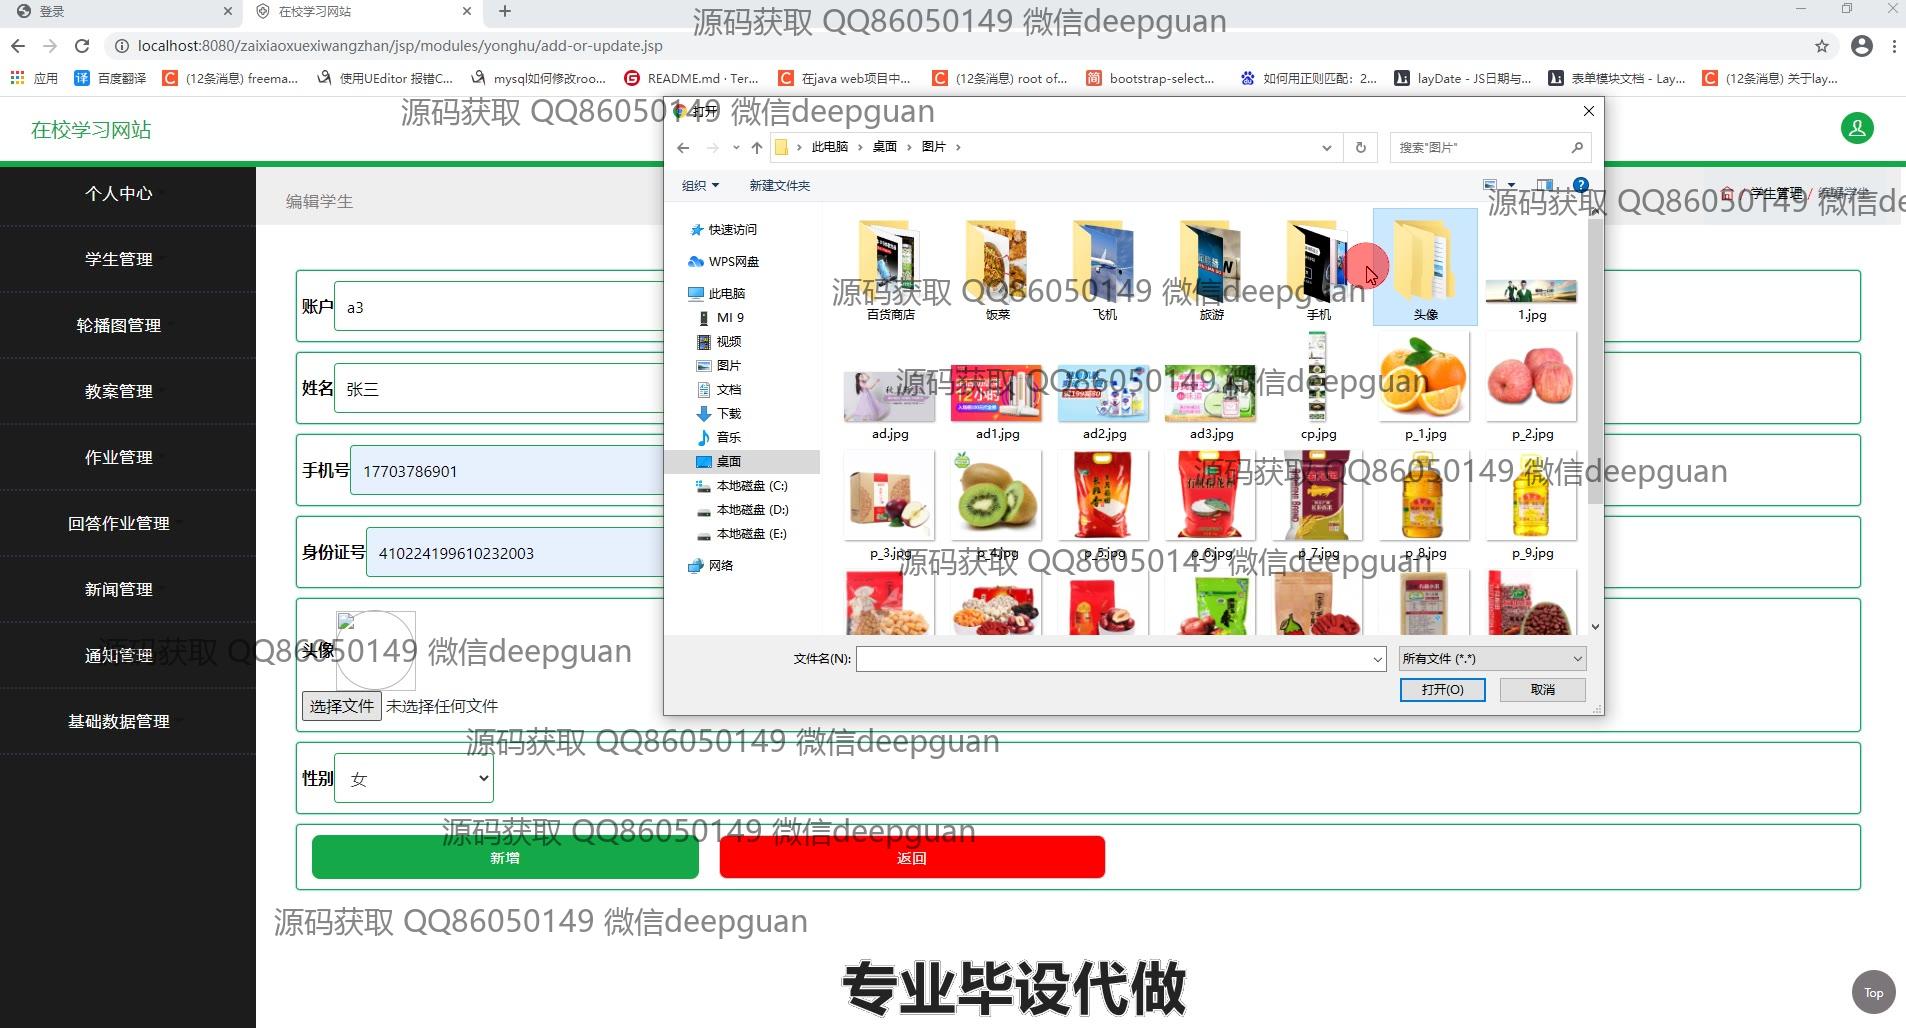 登录
在校学习网站
源码获取 QQ86050149 微信deepguan
localhost:8080/zaixiaoxuexiwangzhan/jsp/modules/yonghu/add-or-update.jsp
应用
百度翻译
(12条消息) freema...
使用UEditor 报错C...
mysql如何修改roo...
README.md · Ter...
在java web项目中...
(12条消息) root of...
bootstrap-select...
如何用正则匹配：2...
layDate - JS日期与...
表单模块文档 - Lay...
(12条消息) 关于lay...
源码获取 QQ86050149 微信deepguan
打开
在校学习网站
此电脑
桌面
图片
搜索"图片"
组织
新建文件夹
个人中心
编辑学生
学生管理
/
编辑学生
源码获取 QQ86050149 微信de
学生管理
轮播图管理
教案管理
作业管理
回答作业管理
新闻管理
通知管理
基础数据管理
快速访问
WPS网盘
此电脑
MI 9
视频
图片
文档
下载
音乐
桌面
本地磁盘 (C:)
本地磁盘 (D:)
本地磁盘 (E:)
网络
源码获取 QQ86050149 微信deepguan
百货商店
饭菜
飞机
旅游
手机
头像
1.jpg
源码获取 QQ86050149 微信deepguan
12小时
ad.jpg
ad1.jpg
ad2.jpg
ad3.jpg
cp.jpg
p_1.jpg
p_2.jpg
源码获取 QQ86050149 微信deepguan
p_3.jpg
p_4.jpg
p_5.jpg
p_6.jpg
p_7.jpg
p_8.jpg
p_9.jpg
源码获取 QQ86050149 微信deepguan
文件名(N):
所有文件 (*.*)
打开(O)
取消
账户
a3
姓名
张三
手机号
17703786901
身份证号
410224199610232003
头像
源码获取 QQ86050149 微信deepguan
选择文件
未选择任何文件
源码获取 QQ86050149 微信deepguan
性别
女
源码获取 QQ86050149 微信deepguan
新增
返回
源码获取 QQ86050149 微信deepguan
专业毕设代做
Top